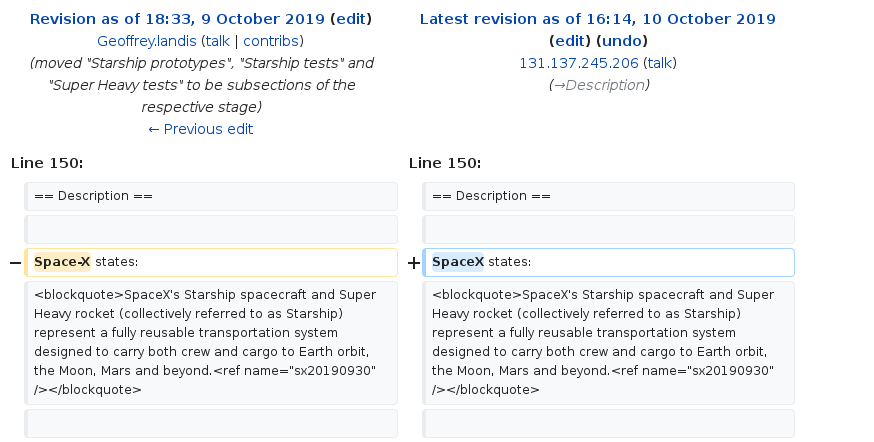 Revision as of 18:33, 9 October 2019 (edit)
Geoffrey.landis (talk | contribs)
(moved "Starship prototypes", "Starship tests" and
"Super Heavy tests" to be subsections of the
respective stage)
← Previous edit
Latest revision as of 16:14, 10 October 2019
(edit) (undo)
131.137.245.206 (talk)
(→Description)
Line 150:
== Description ==
− Space-X states:
<blockquote>SpaceX's Starship spacecraft and Super
Heavy rocket (collectively referred to as Starship)
represent a fully reusable transportation system
designed to carry both crew and cargo to Earth orbit,
the Moon, Mars and beyond.<ref name="sx20190930"
/></blockquote>
Line 150:
== Description ==
+ SpaceX states:
<blockquote>SpaceX's Starship spacecraft and Super
Heavy rocket (collectively referred to as Starship)
represent a fully reusable transportation system
designed to carry both crew and cargo to Earth orbit,
the Moon, Mars and beyond.<ref name="sx20190930"
/></blockquote>